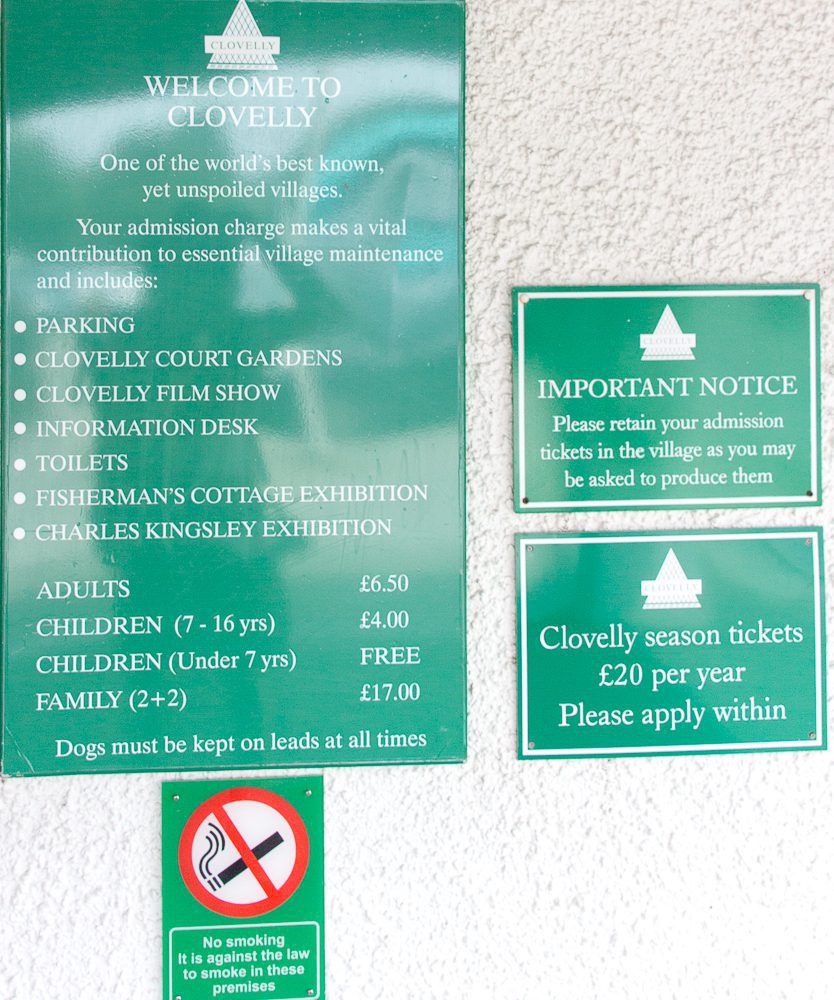 CLOVELLY
WELCOME TO
CLOVELLY
One of the world's best known,
yet unspoiled villages.
Your admission charge makes a vital
contribution to essential village maintenance
and includes:
● PARKING
● CLOVELLY COURT GARDENS
● CLOVELLY FILM SHOW
● INFORMATION DESK
● TOILETS
● FISHERMAN'S COTTAGE EXHIBITION
● CHARLES KINGSLEY EXHIBITION
ADULTS £6.50
CHILDREN (7 - 16 yrs) £4.00
CHILDREN (Under 7 yrs) FREE
FAMILY (2+2) £17.00
Dogs must be kept on leads at all times
CLOVELLY
IMPORTANT NOTICE
Please retain your admission
tickets in the village as you may
be asked to produce them
CLOVELLY
Clovelly season tickets
£20 per year
Please apply within
No smoking
It is against the law
to smoke in these
premises